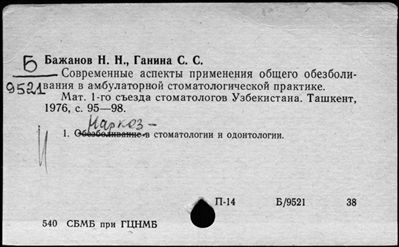 Б
9521
Бажанов Н. Н., Ганина С. С.
Современные аспекты применения общего обезболи-
вания в амбулаторной стоматологической практике.
Мат. 1-го съезда стоматологов Узбекистана. Ташкент,
1976, с. 95—98.
Наркоз –
1. Обезболивание в стоматологии и одонтологии.
П-14 Б/9521 38
540 СБМБ при ГЦНМБ